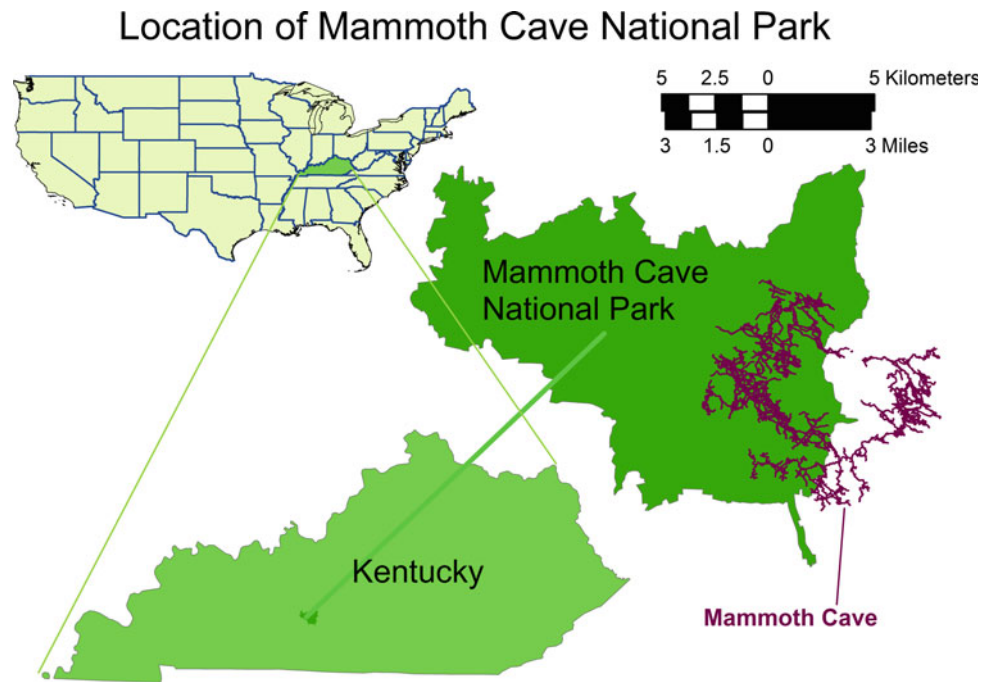 Location of Mammoth Cave National Park
5 2.5 0 5 Kilometers
3 1.5 0 3 Miles
Mammoth Cave
National Park
Kentucky
Mammoth Cave